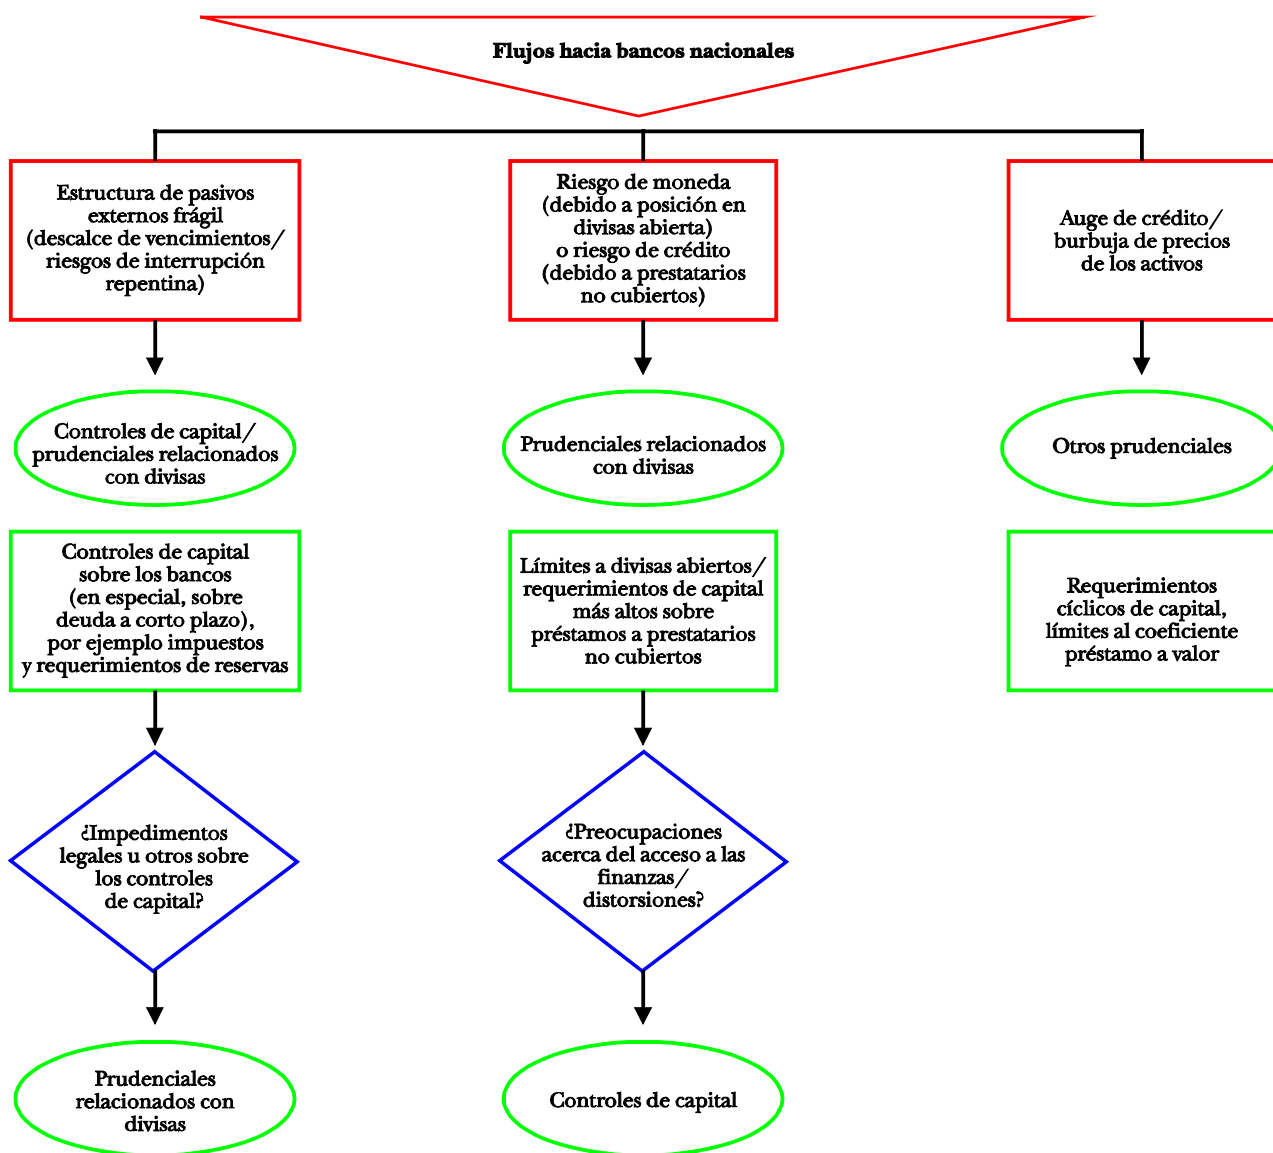 Flujos hacia bancos nacionales
Estructura de pasivos
externos frágil
(descalce de vencimientos/
riesgos de interrupción
repentina)
Riesgo de moneda
(debido a posición en
divisas abierta)
o riesgo de crédito
(debido a prestatarios
no cubiertos)
Auge de crédito/
burbuja de precios
de los activos
Controles de capital/
prudenciales relacionados
con divisas
Prudenciales relacionados
con divisas
Otros prudenciales
Controles de capital
sobre los bancos
(en especial, sobre
deuda a corto plazo),
por ejemplo impuestos
y requerimientos de reservas
Límites a divisas abiertos/
requerimientos de capital
más altos sobre
préstamos a prestatarios
no cubiertos
Requerimientos
cíclicos de capital,
límites al coeficiente
préstamo a valor
¿Impedimentos
legales u otros sobre
los controles
de capital?
¿Preocupaciones
acerca del acceso a las
finanzas/
distorsiones?
Prudenciales
relacionados con
divisas
Controles de capital